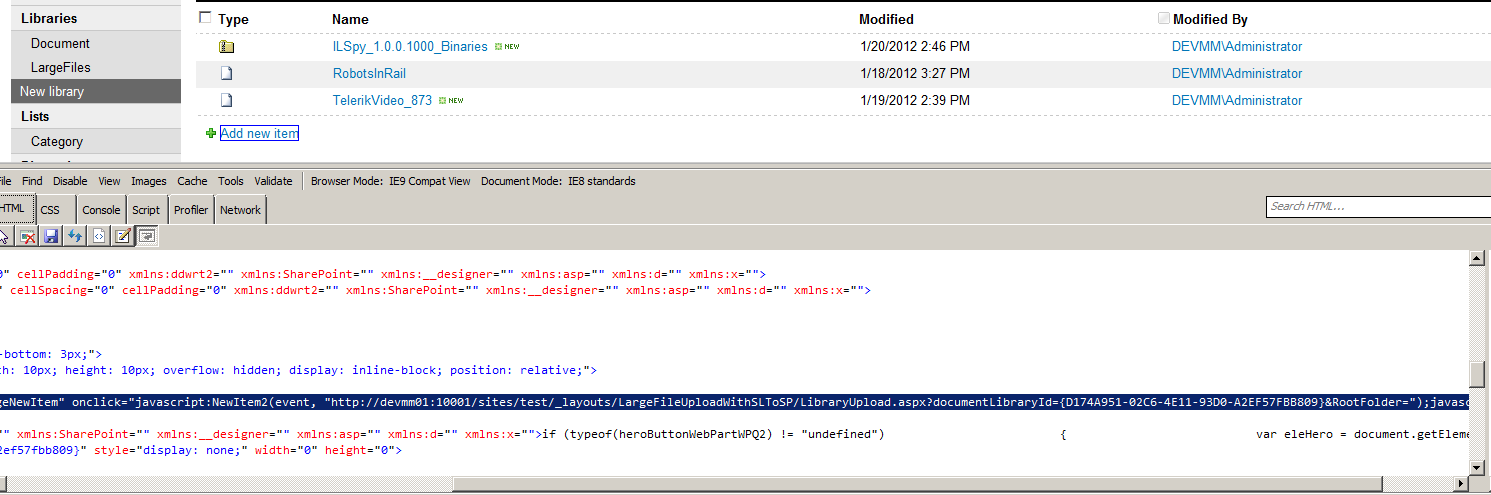 Libraries
Document
LargeFiles
New library
Lists
Category
Type Name Modified Modified By
ILSpy_1.0.0.1000_Binaries NEW 1/20/2012 2:46 PM DEVMM\Administrator
RobotsInRail 1/18/2012 3:27 PM DEVMM\Administrator
TelerikVideo_873 NEW 1/19/2012 2:39 PM DEVMM\Administrator
Add new item
File Find Disable View Images Cache Tools Validate Browser Mode: IE9 Compat View Document Mode: IE8 standards
HTML CSS Console Script Profiler Network Search HTML...
0" cellPadding="0" xmlns:ddwrt2="" xmlns:SharePoint="" xmlns:__designer="" xmlns:asp="" xmlns:d="" xmlns:x="">
" cellSpacing="0" cellPadding="0" xmlns:ddwrt2="" xmlns:SharePoint="" xmlns:__designer="" xmlns:asp="" xmlns:d="" xmlns:x="">
-bottom: 3px;">
th: 10px; height: 10px; overflow: hidden; display: inline-block; position: relative;">
geNewItem" onclick="javascript:NewItem2(event, "http://devmm01:10001/sites/test/_layouts/LargeFileUploadWithSLToSP/LibraryUpload.aspx?documentLibraryId={D174A951-02C6-4E11-93D0-A2EF57FBB809}&RootFolder=");javasc
"" xmlns:SharePoint="" xmlns:__designer="" xmlns:asp="" xmlns:d="" xmlns:x="">if (typeof(heroButtonWebPartWPQ2) != "undefined") { var eleHero = document.getEleme
2ef57fbb809}" style="display: none;" width="0" height="0">